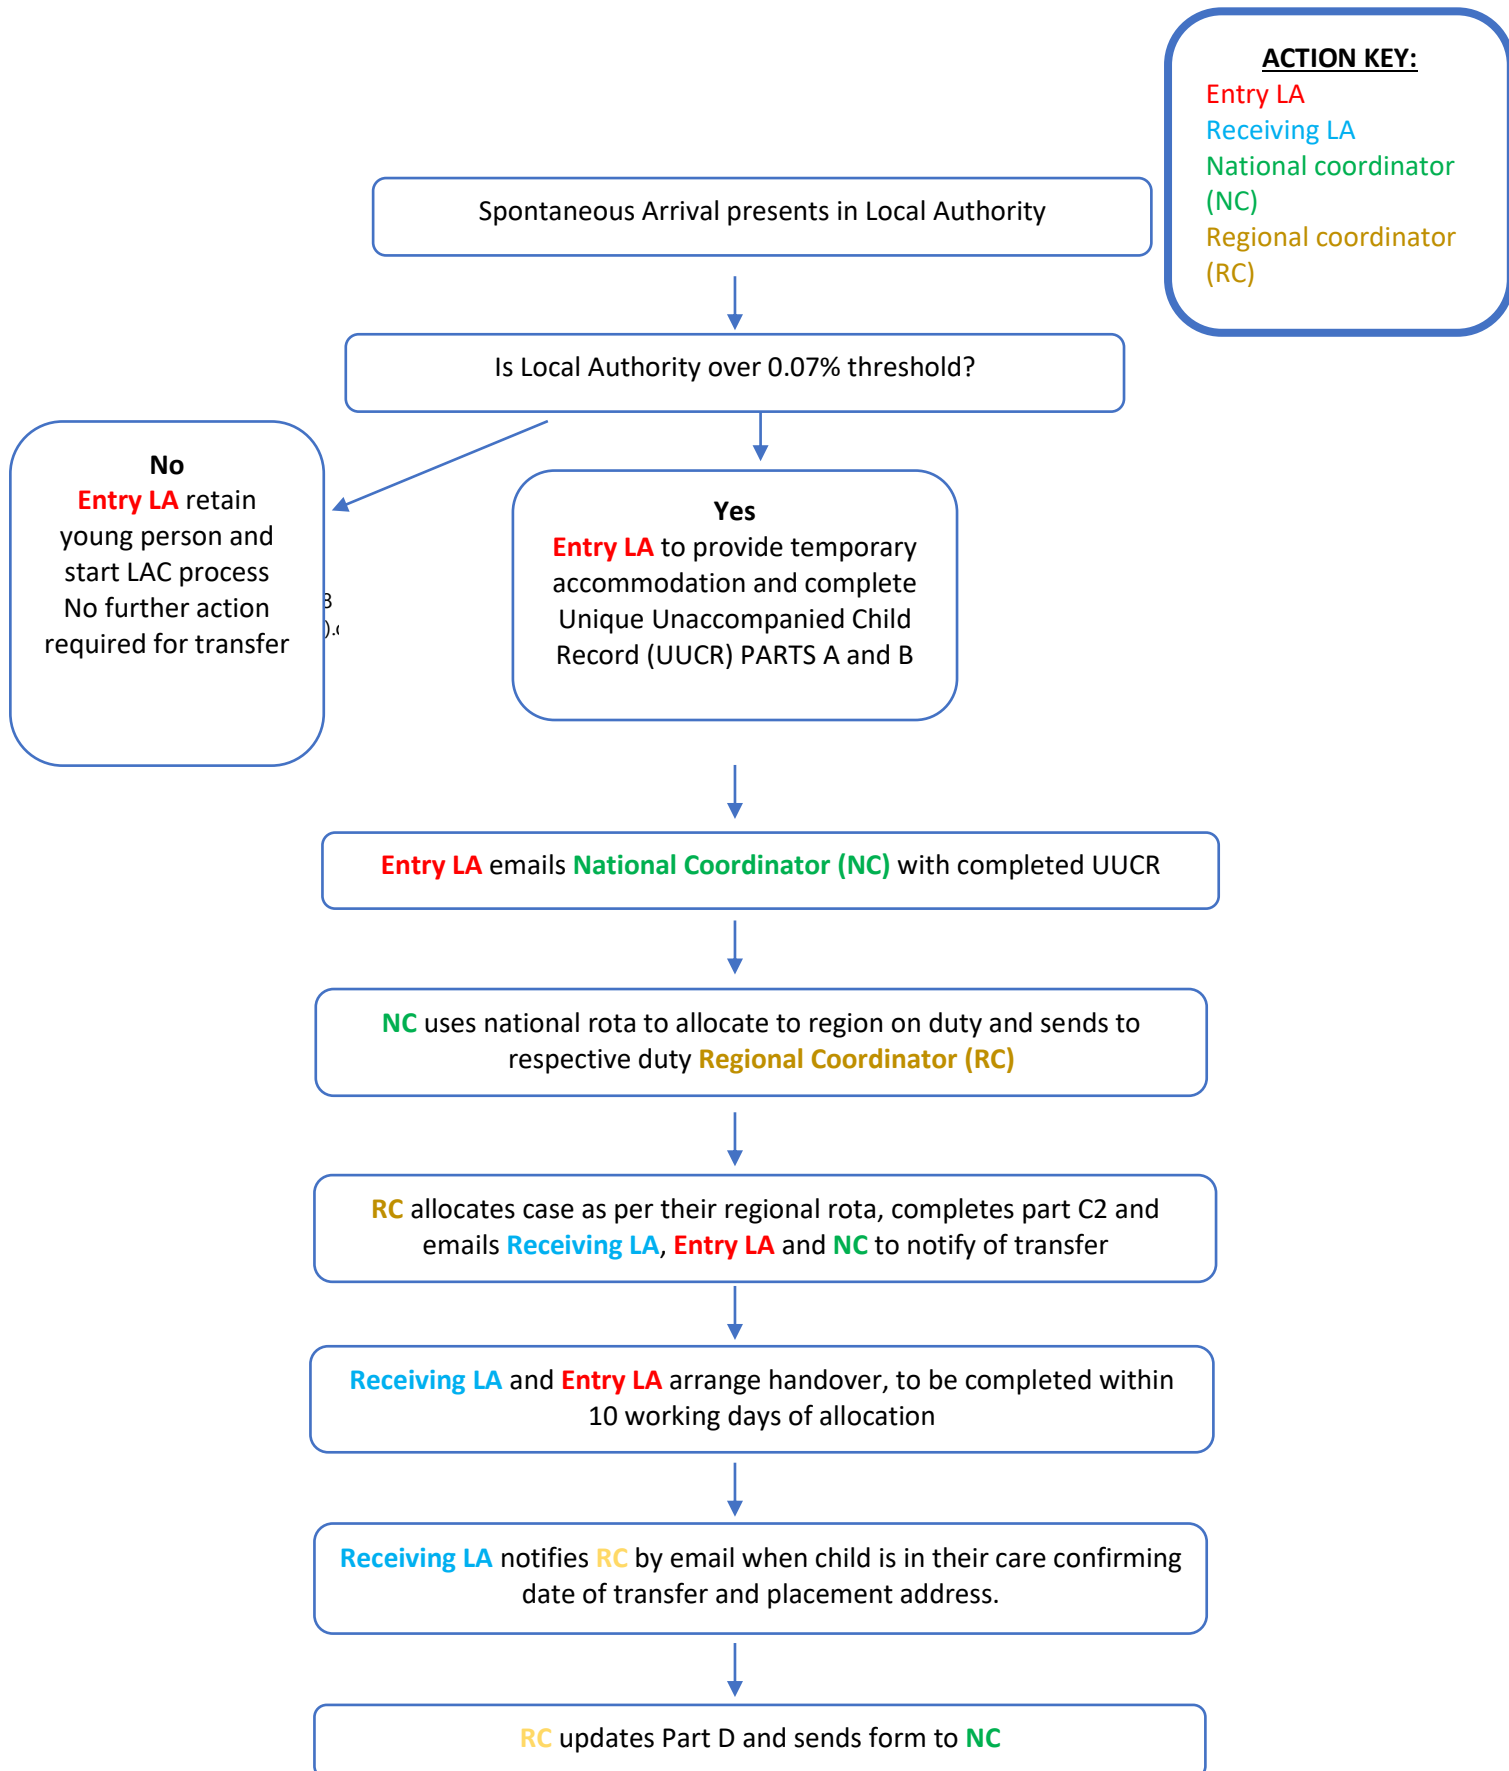 ACTION KEY:
Entry LA
Receiving LA
National coordinator
(NC)
Regional coordinator
(RC)
Spontaneous Arrival presents in Local Authority
Is Local Authority over 0.07% threshold?
No
Entry LA retain
young person and
start LAC process
No further action
required for transfer
Yes
Entry LA to provide temporary
accommodation and complete
Unique Unaccompanied Child
Record (UUCR) PARTS A and B
Entry LA emails National Coordinator (NC) with completed UUCR
NC uses national rota to allocate to region on duty and sends to
respective duty Regional Coordinator (RC)
RC allocates case as per their regional rota, completes part C2 and
emails Receiving LA, Entry LA and NC to notify of transfer
Receiving LA and Entry LA arrange handover, to be completed within
10 working days of allocation
Receiving LA notifies RC by email when child is in their care confirming
date of transfer and placement address.
RC updates Part D and sends form to NC